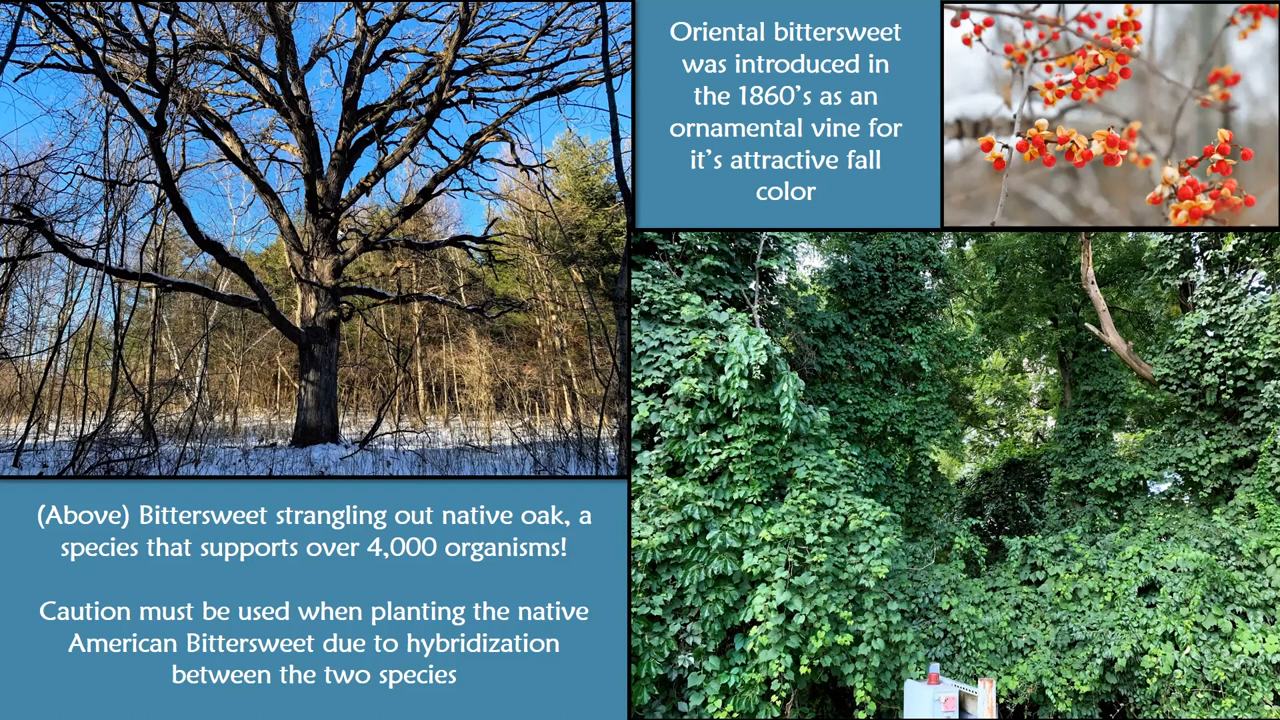 Oriental bittersweet
was introduced in
the 1860’s as an
ornamental vine for
it’s attractive fall
color
(Above) Bittersweet strangling out native oak, a
species that supports over 4,000 organisms!
Caution must be used when planting the native
American Bittersweet due to hybridization
between the two species